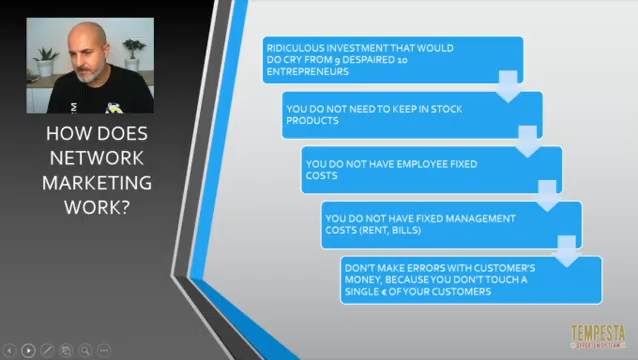 HOW DOES
NETWORK
MARKETING
WORK?
RIDICULOUS INVESTMENT THAT WOULD
DO CRY FROM 9 DESPAIRED 10
ENTREPRENEURS
YOU DO NOT NEED TO KEEP IN STOCK
PRODUCTS
YOU DO NOT HAVE EMPLOYEE FIXED
COSTS
YOU DO NOT HAVE FIXED MANAGEMENT
COSTS (RENT, BILLS)
DON'T MAKE ERRORS WITH CUSTOMER'S
MONEY, BECAUSE YOU DON'T TOUCH A
SINGLE € OF YOUR CUSTOMERS
TEMPESTA
OPPORTUNITY TEAM